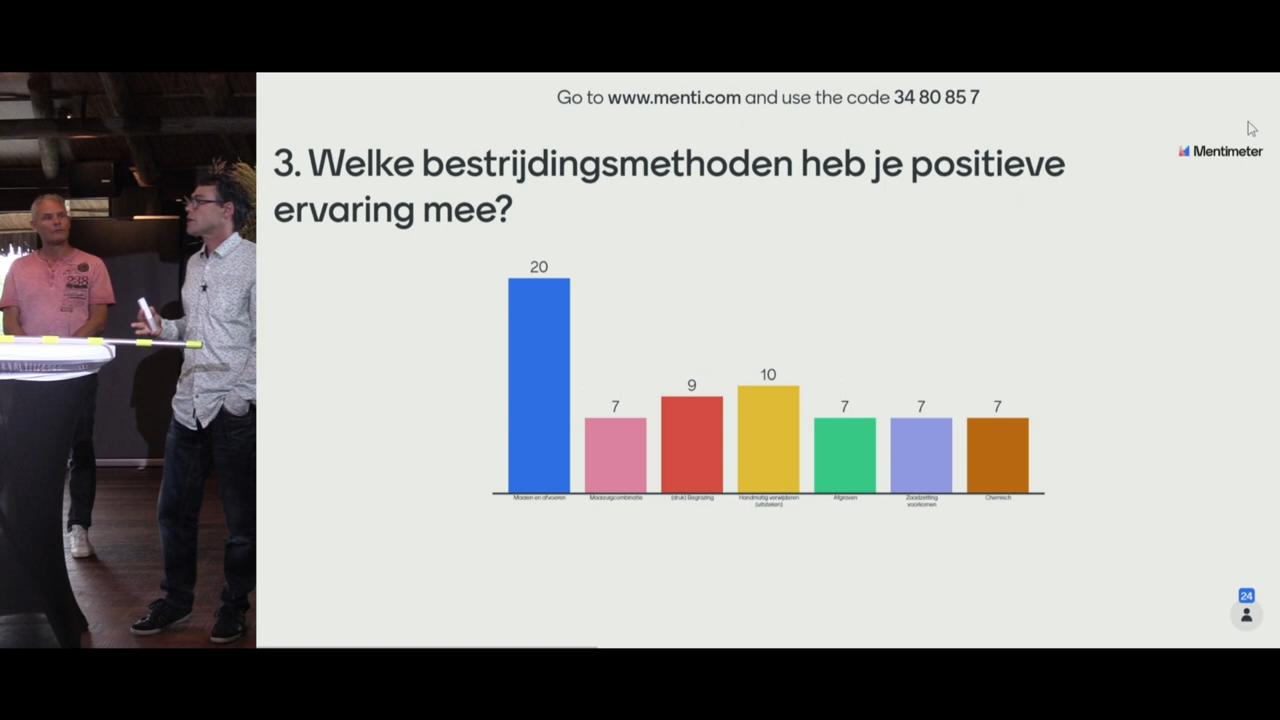 Go to www.menti.com and use the code 34 80 85 7
Mentimeter
3. Welke bestrijdingsmethoden heb je positieve
ervaring mee?
20
7
9
10
7
7
7
Maaien en afvoeren
Maaizuigcombinatie
(druk) Begrazing
Handmatig verwijderen
(uitsteken)
Afgraven
Zaadzetting
voorkomen
Chemisch
24
238